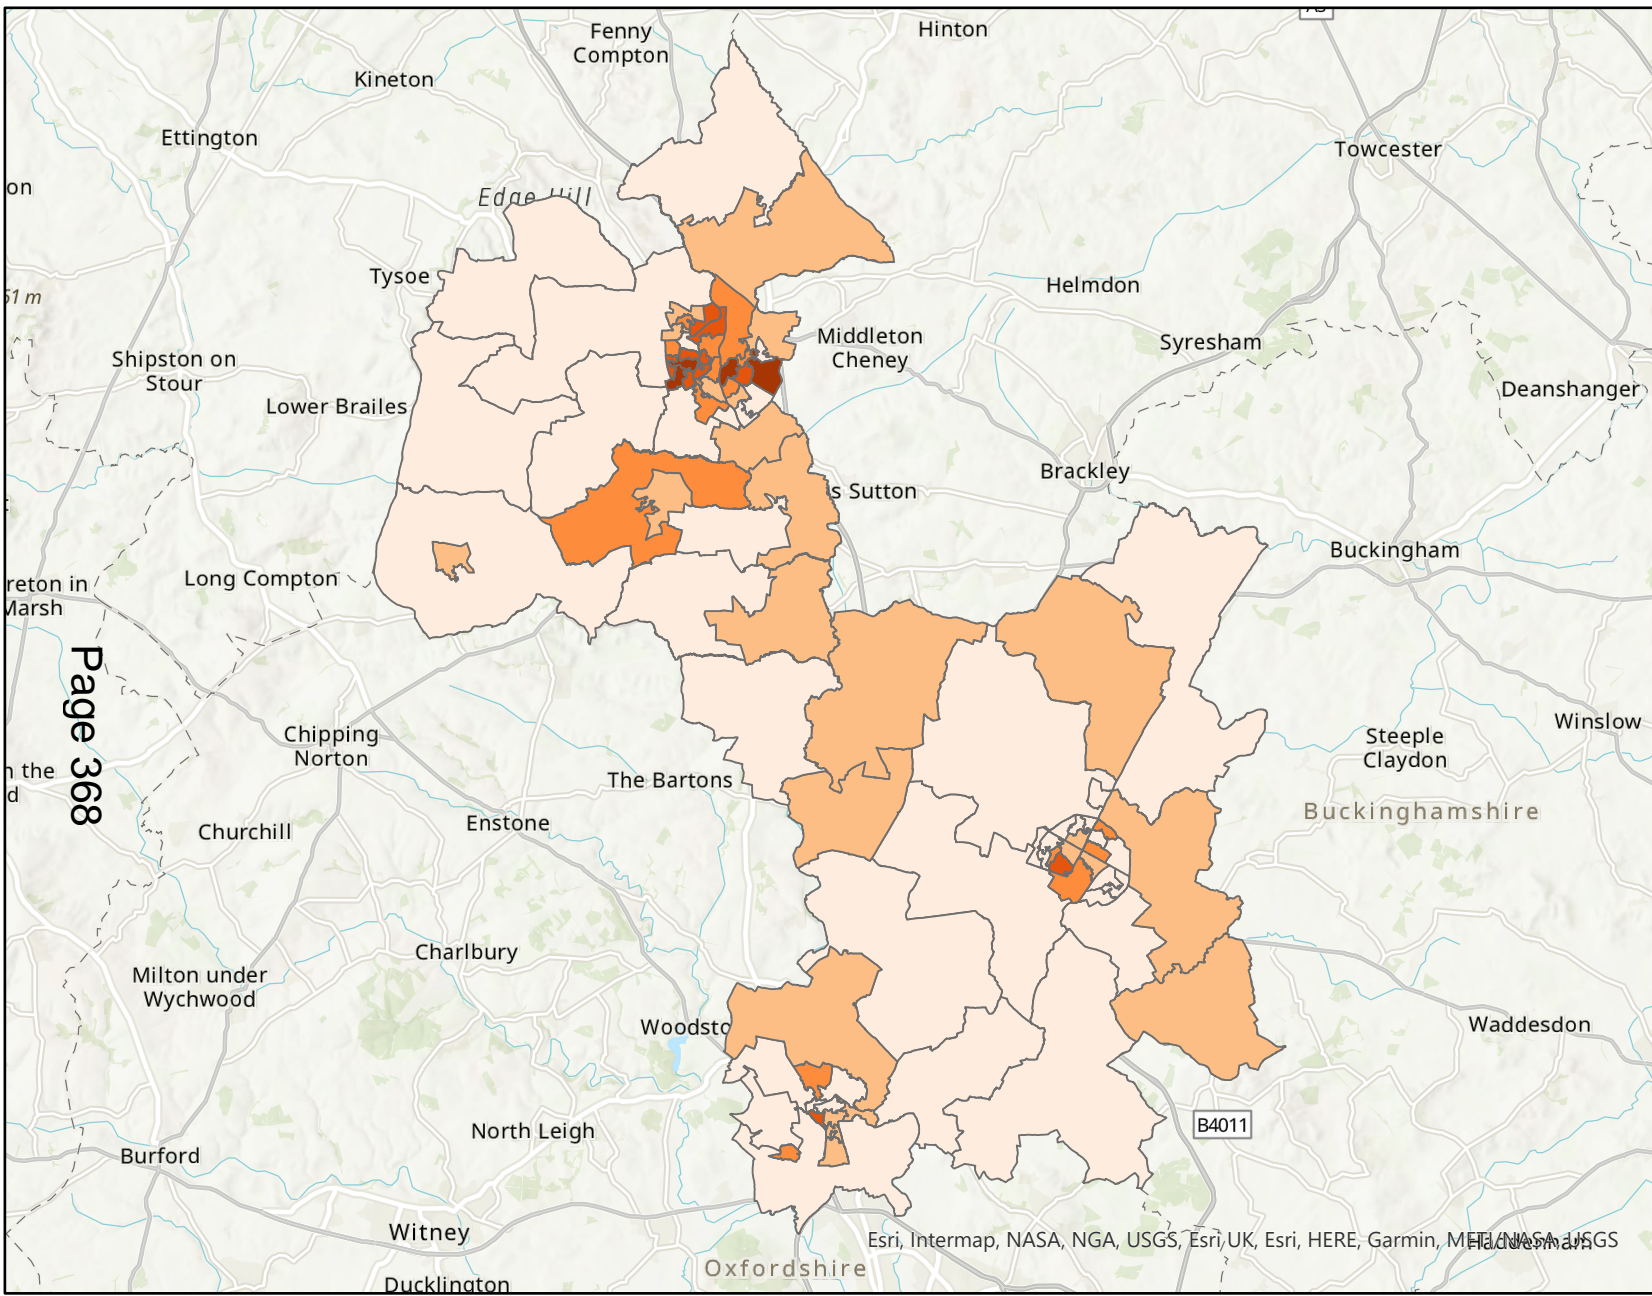 A5
Fenny
Compton
Hinton
Kineton
Ettington
Towcester
on
Edge Hill
Tysoe
Helmdon
51 m
Middleton
Cheney
Syresham
Shipston on
Stour
Deanshanger
Lower Brailes
Brackley
s Sutton
Buckingham
reton in
Marsh
Long Compton
Page 368
Winslow
Chipping
Norton
Steeple
Claydon
n the
d
The Bartons
Buckinghamshire
Churchill
Enstone
Charlbury
Milton under
Wychwood
Woodsto
Waddesdon
North Leigh
B4011
Burford
Witney
Esri, Intermap, NASA, NGA, USGS, Esri UK, Esri, HERE, Garmin, METI/NASA, USGS
Haddenham
Oxfordshire
Ducklington